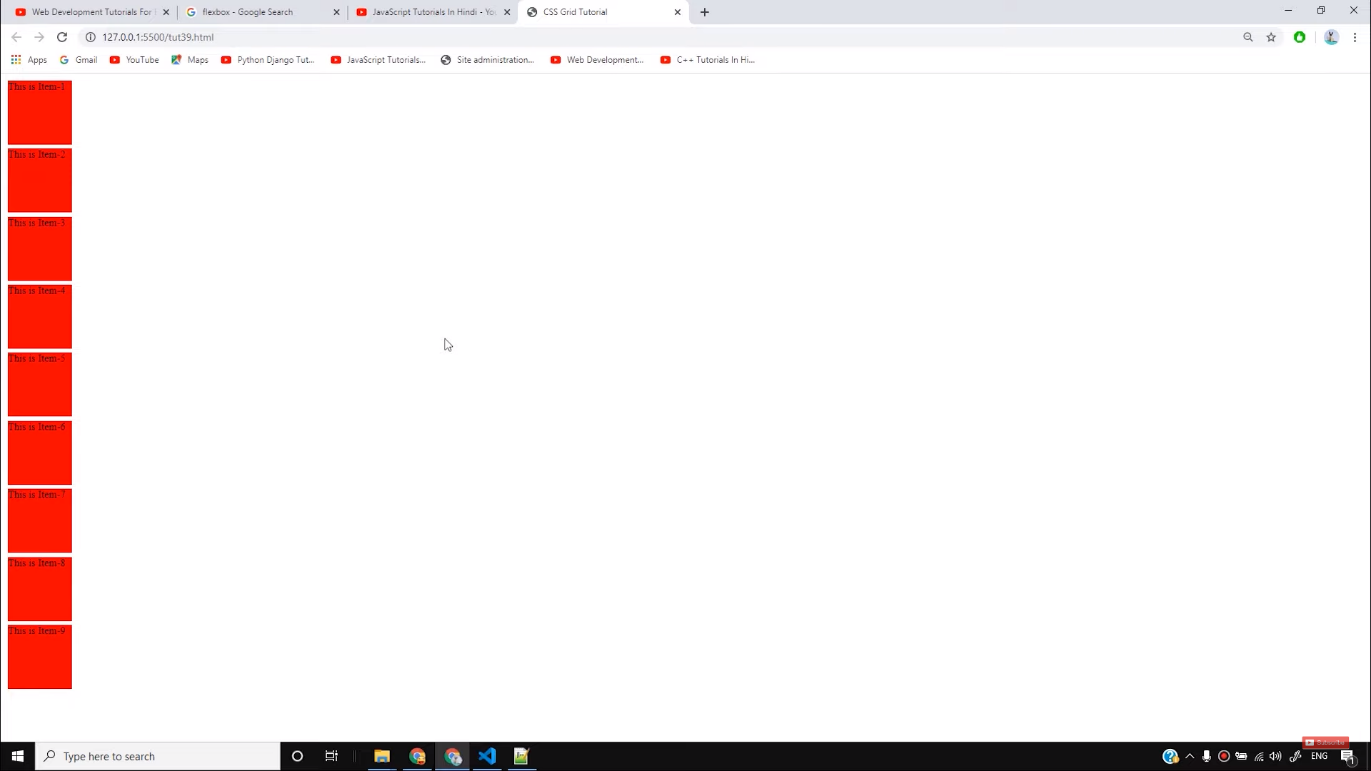 Web Development Tutorials For
flexbox - Google Search
JavaScript Tutorials In Hindi - Yo
CSS Grid Tutorial
127.0.0.1:5500/tut39.html
Apps
Gmail
YouTube
Maps
Python Django Tut...
JavaScript Tutorials...
Site administration...
Web Development...
C++ Tutorials In Hi...
This is Item-1
This is Item-2
This is Item-3
This is Item-4
This is Item-5
This is Item-6
This is Item-7
This is Item-8
This is Item-9
Subscribe
Type here to search
ENG
1